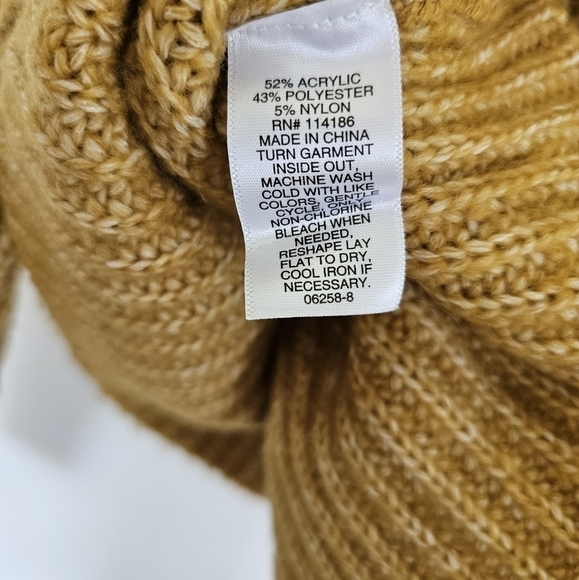 52% ACRYLIC
43% POLYESTER
5% NYLON
RN# 114186
MADE IN CHINA
TURN GARMENT
INSIDE OUT,
MACHINE WASH
COLD WITH LIKE
COLORS, GENTLE
CYCLE, ONLY
NON-CHLORINE
BLEACH WHEN
NEEDED,
RESHAPE LAY
FLAT TO DRY,
COOL IRON IF
NECESSARY.
06258-8